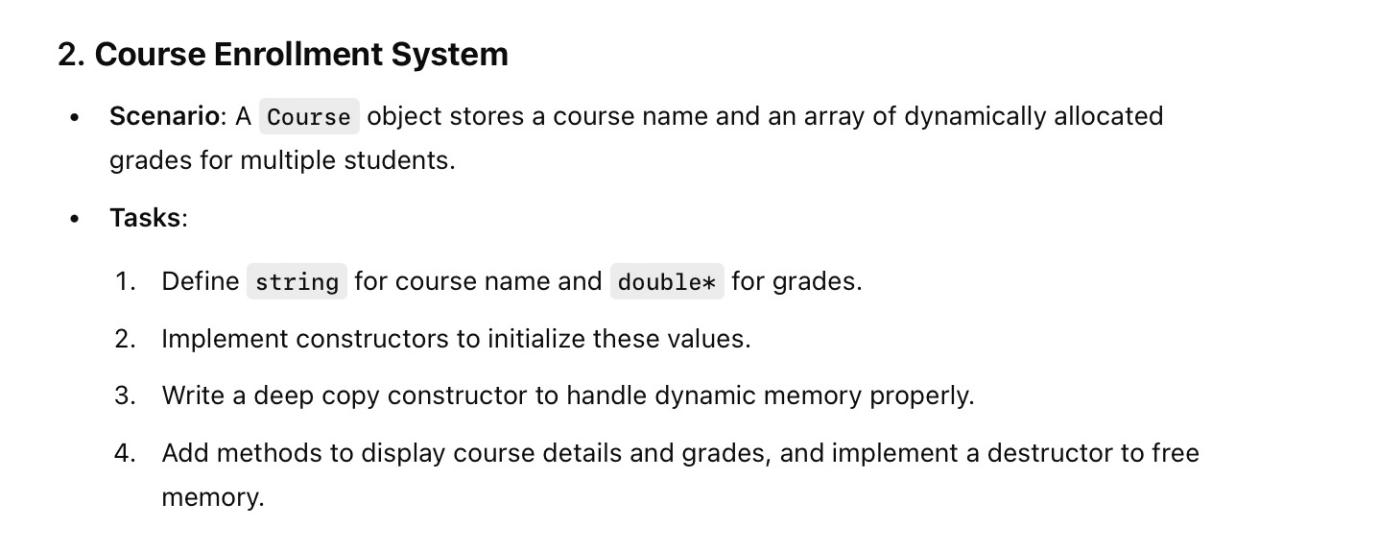 2. Course Enrollment System
• Scenario: A Course object stores a course name and an array of dynamically allocated
grades for multiple students.
• Tasks:
1. Define string for course name and double* for grades.
2. Implement constructors to initialize these values.
3. Write a deep copy constructor to handle dynamic memory properly.
4. Add methods to display course details and grades, and implement a destructor to free
memory.